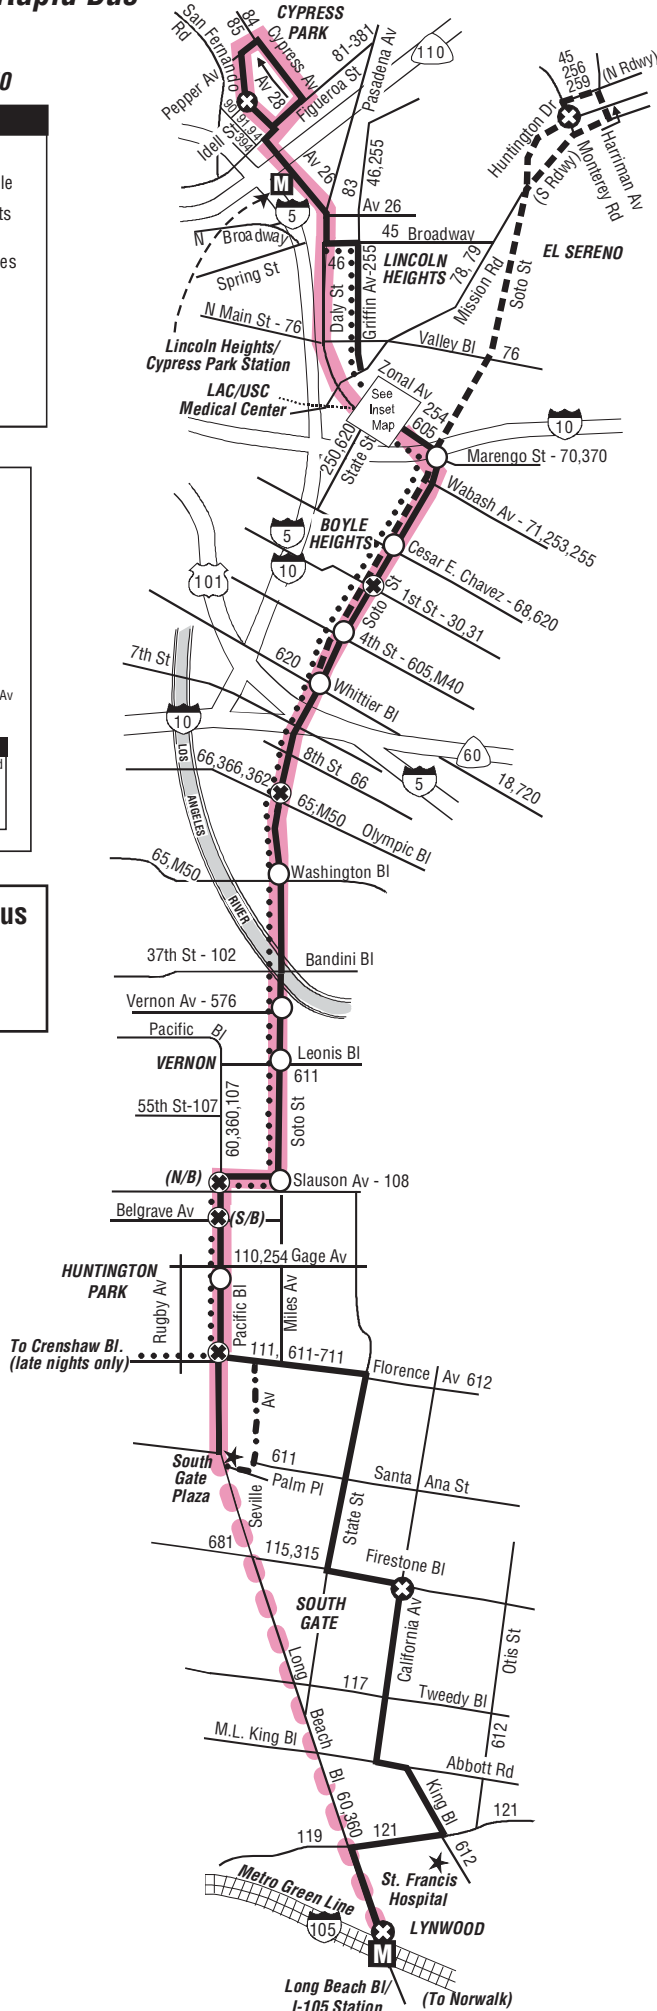 CYPRESS
PARK
San Fernando
Rd
84
85
81-381
Pasadena Av
110
Cypress Av
Av 28
Figueroa St
Pepper Av
90,91,94
Idell St
394
Av 26
83
46,255
M
5
Av 26
N Broadway
45 Broadway
46
LINCOLN
HEIGHTS
Spring St
Daly St
Griffin Av-255
N Main St - 76
78, 79
Mission Rd
Soto St
EL SERENO
45
256
259
(N Rdwy)
Huntington Dr
(S Rdwy)
Monterey Rd
Harriman Av
Valley Bl
76
Lincoln Heights/
Cypress Park Station
LAC/USC
Medical Center
See
Inset
Map
Zonal Av
254
605
250,620
State St
10
Marengo St - 70,370
Wabash Av - 71,253,255
5
BOYLE
HEIGHTS
10
Cesar E. Chavez - 68,620
101
1st St - 30,31
Soto St
4th St - 605,M40
620
7th St
Whittier Bl
10
60
8th St 66
5
18,720
66,366,362
65;M50
Olympic Bl
LOS
ANGELES
RIVER
65,M50
Washington Bl
37th St - 102
Bandini Bl
Vernon Av - 576
Pacific Bl
VERNON
Leonis Bl
611
55th St-107
60,360,107
Soto St
(N/B)
Slauson Av - 108
Belgrave Av
(S/B)
110,254 Gage Av
HUNTINGTON
PARK
Rugby Av
Pacific Bl
Miles Av
To Crenshaw Bl.
(late nights only)
111, 611-711
Florence Av 612
Av
611
South
Gate
Plaza
Palm Pl
Santa Ana St
Seville
State St
681
115,315
Firestone Bl
SOUTH
GATE
California Av
Otis St
Long
117
Tweedy Bl
Beach
612
M.L. King Bl
Abbott Rd
Bl 60,360
King Bl
119
121
121
612
St. Francis
Hospital
Metro Green Line
105
LYNWOOD
M
Long Beach Bl/
I-105 Station
(To Norwalk)